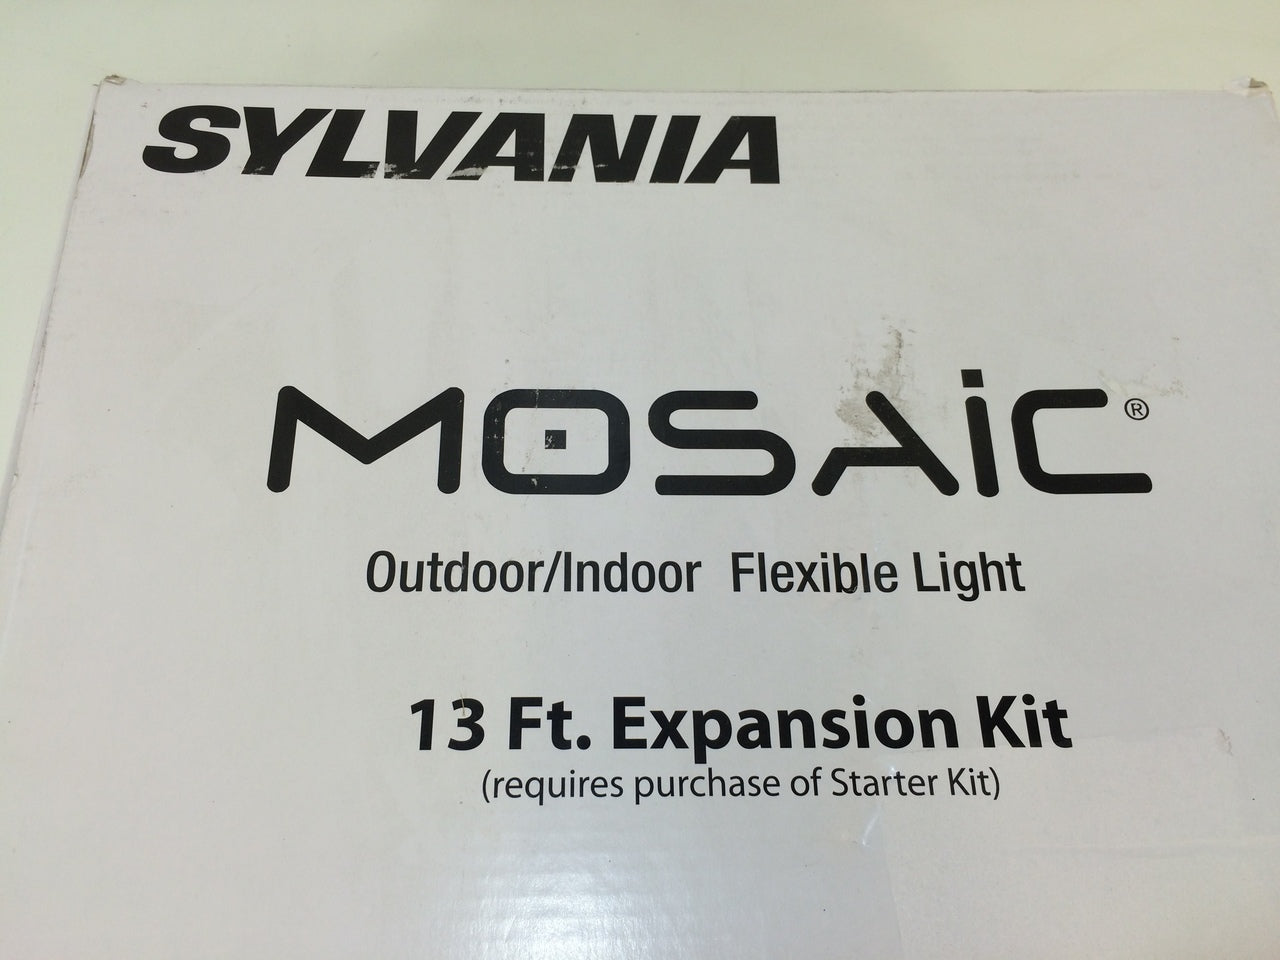 SYLVANIA
MOSAiC®
Outdoor/Indoor Flexible Light
13 Ft. Expansion Kit
(requires purchase of Starter Kit)